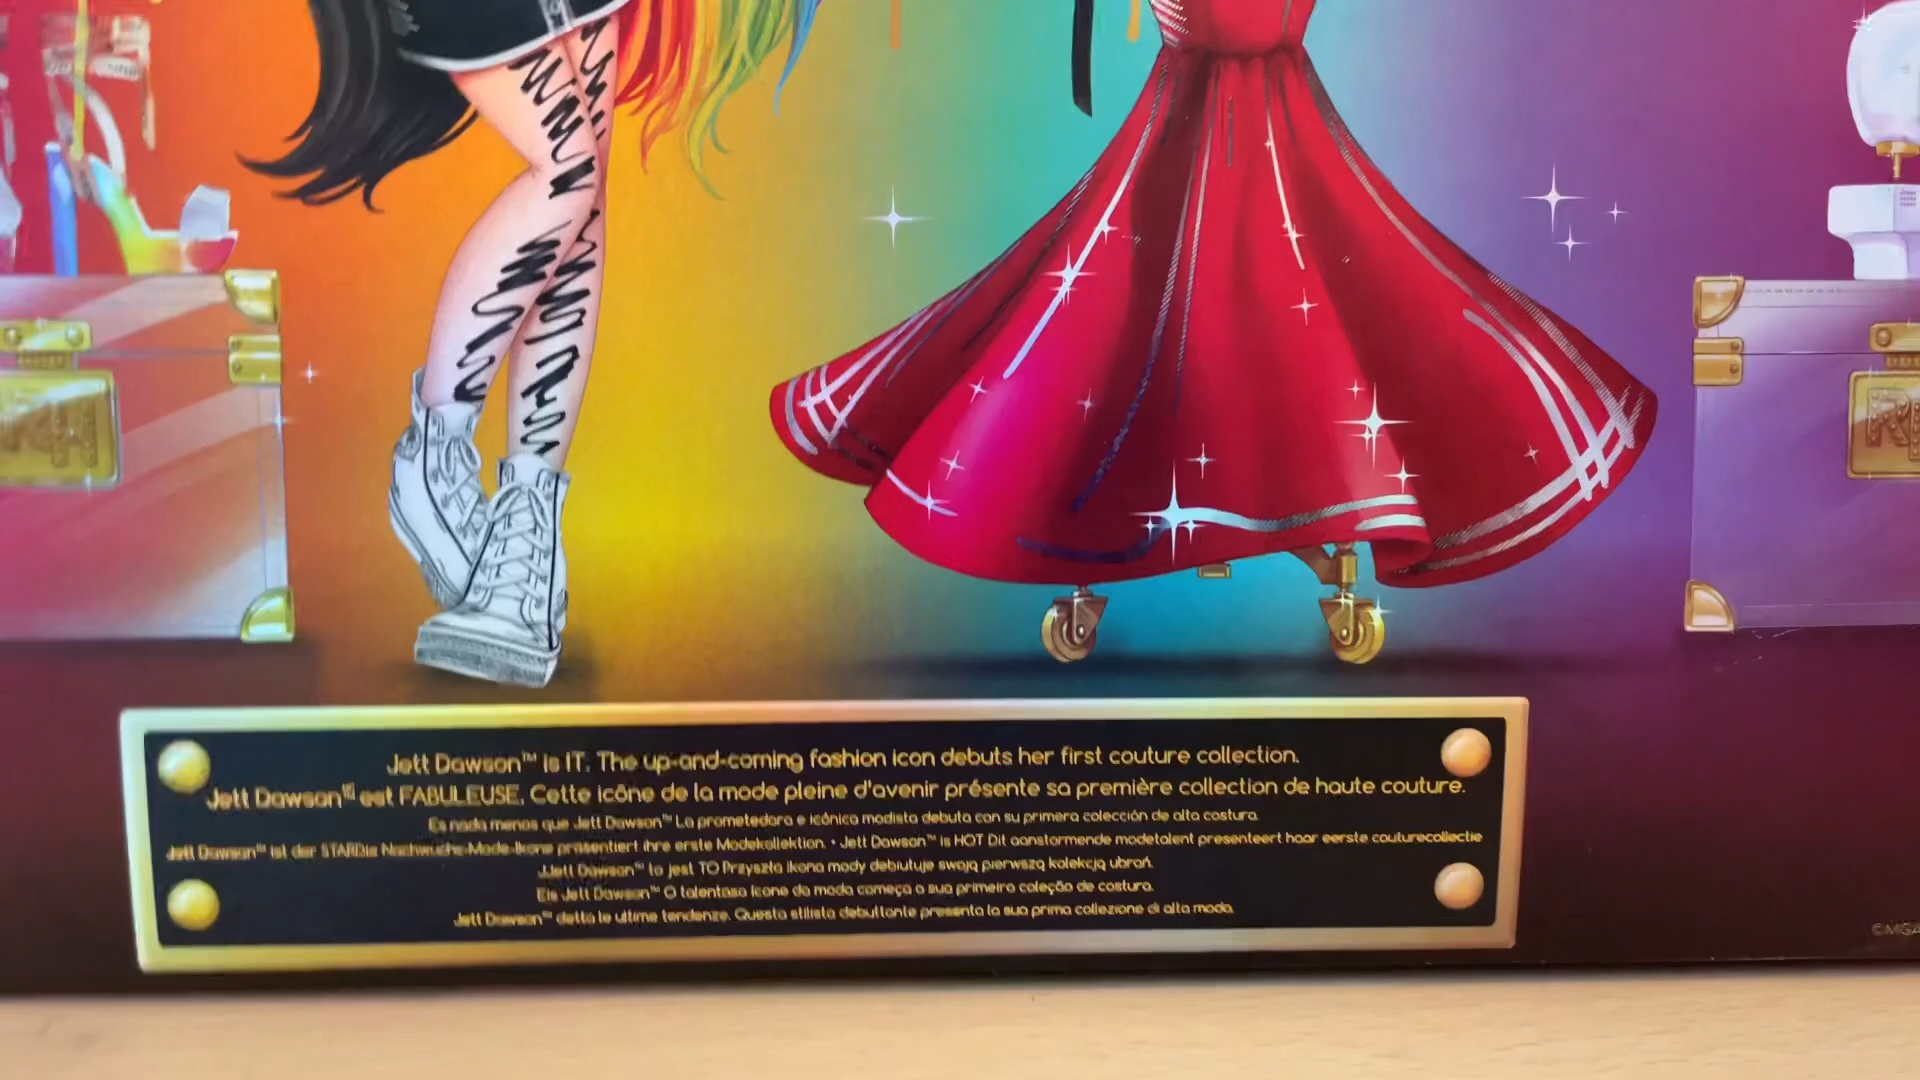 Jett Dawson™ is IT. The up-and-coming fashion icon debuts her first couture collection.
Jett Dawson™ est FABULEUSE. Cette icône de la mode pleine d'avenir présente sa première collection de haute couture.
Es nada menos que Jett Dawson™ La prometedora e icónica modista debuta con su primera colección de alta costura.
Jett Dawson™ ist der STAR Die Nachwuchs-Mode-Ikone präsentiert ihre erste Modekollektion. • Jett Dawson™ is HOT Dit aanstormende modetalent presenteert haar eerste couturecollectie
Jett Dawson™ to jest TO Przyszła ikona mody debiutuje swoją pierwszą kolekcją ubrań.
Eis Jett Dawson™ O talentoso ícone da moda começa a sua primeira coleção de costura.
Jett Dawson™ detta le ultime tendenze. Questa stilista debuttante presenta la sua prima collezione di alta moda.
©MGA